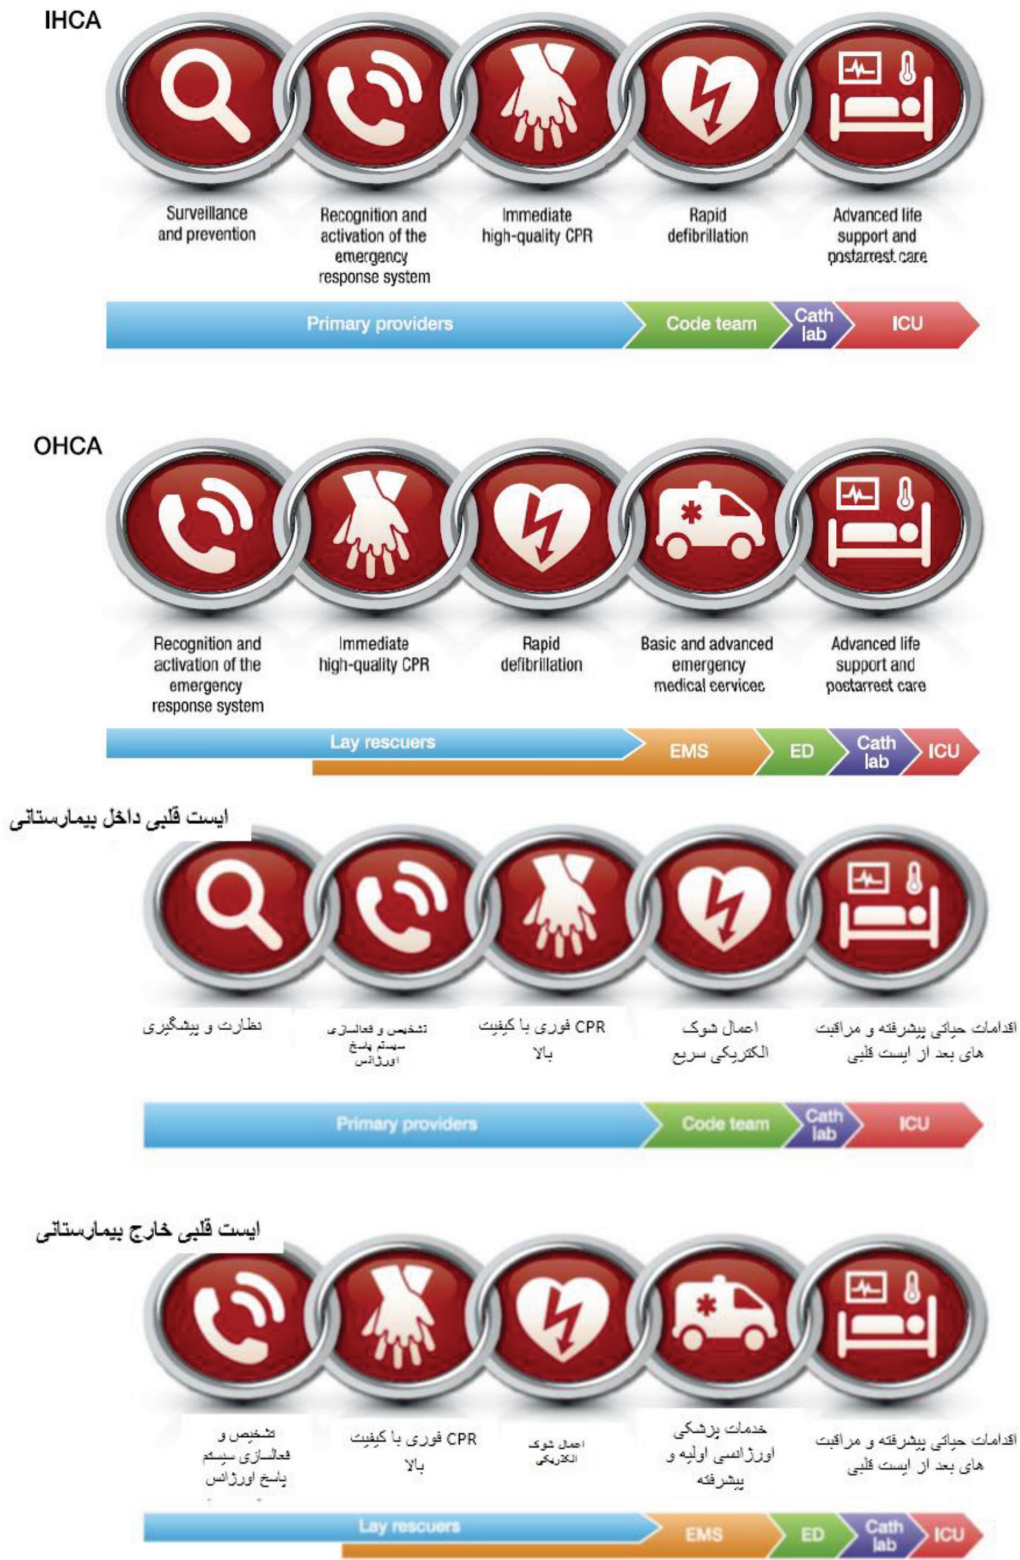 IHCA
Surveillance
and prevention
Recognition and
activation of the
emergency
response system
Immediate
high-quality CPR
Rapid
defibrillation
Advanced life
support and
postarrest care
Primary providers
Code team
Cath
lab
ICU
OHCA
Recognition and
activation of the
emergency
response system
Immediate
high-quality CPR
Rapid
defibrillation
Basic and advanced
emergency
medical services
Advanced life
support and
postarrest care
Lay rescuers
EMS
ED
Cath
lab
ICU
ایست قلبی داخل بیمارستانی
نظارت و پیشگیری
تشخیص و فعالسازی
سیستم پاسخ
اورژانس
CPR فوری با کیفیت
بالا
اعمال شوک
الکتریکی سریع
اقدامات حیاتی پیشرفته و مراقبت
های بعد از ایست قلبی
Primary providers
Code team
Cath
lab
ICU
ایست قلبی خارج بیمارستانی
تشخیص و
فعالسازی سیستم
پاسخ اورژانس
CPR فوری با کیفیت
بالا
اعمال شوک
الکتریکی
خدمات پزشکی
اورژانسی اولیه و
پیشرفته
اقدامات حیاتی پیشرفته و مراقبت
های بعد از ایست قلبی
Lay rescuers
EMS
ED
Cath
lab
ICU